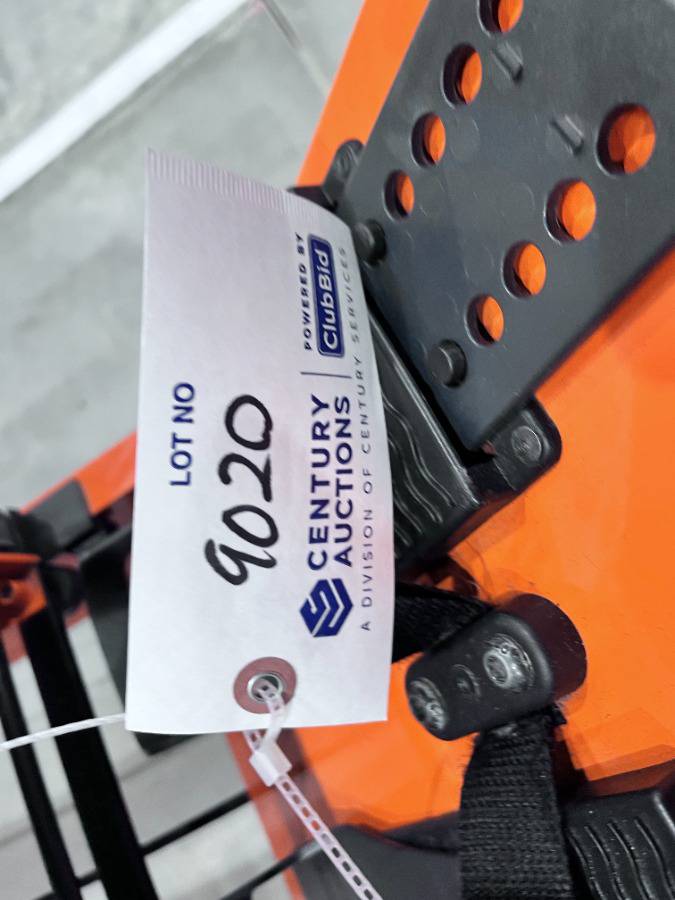 LOT NO
9020
CENTURY
AUCTIONS
POWERED BY
ClubBid
A DIVISION OF CENTURY SERVICES